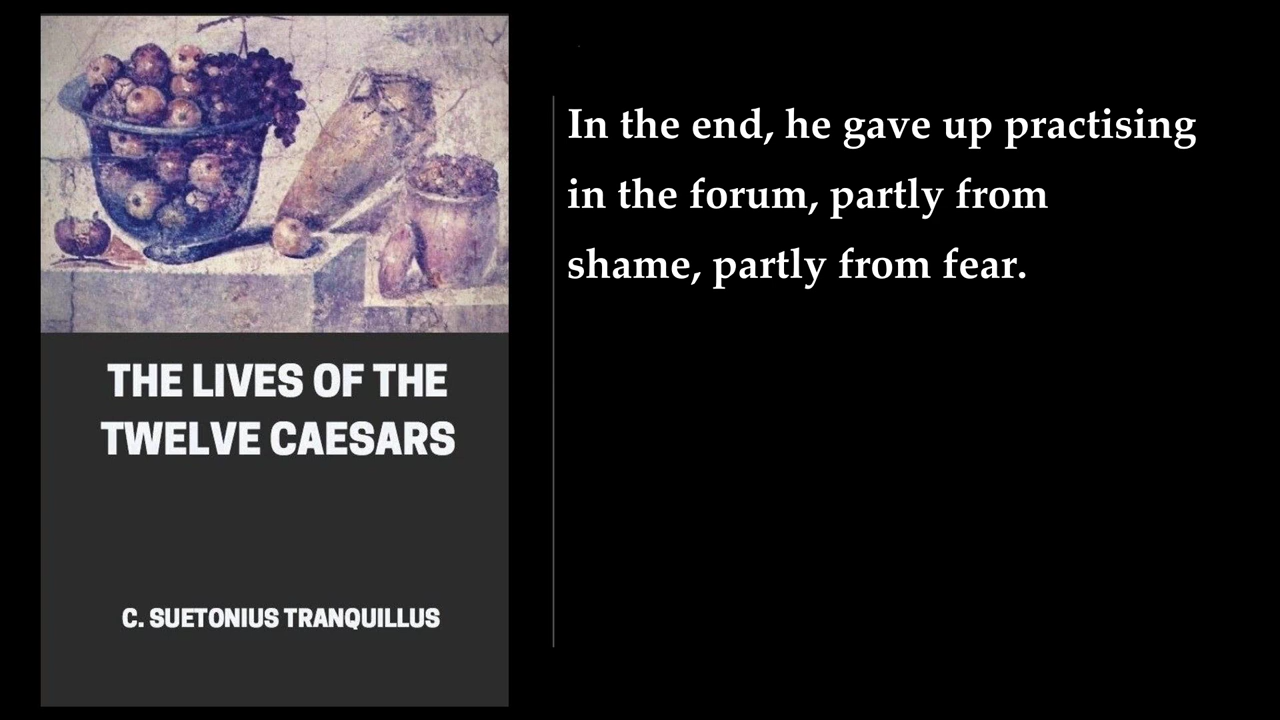 THE LIVES OF THE
TWELVE CAESARS
C. SUETONIUS TRANQUILLUS
In the end, he gave up practising
in the forum, partly from
shame, partly from fear.